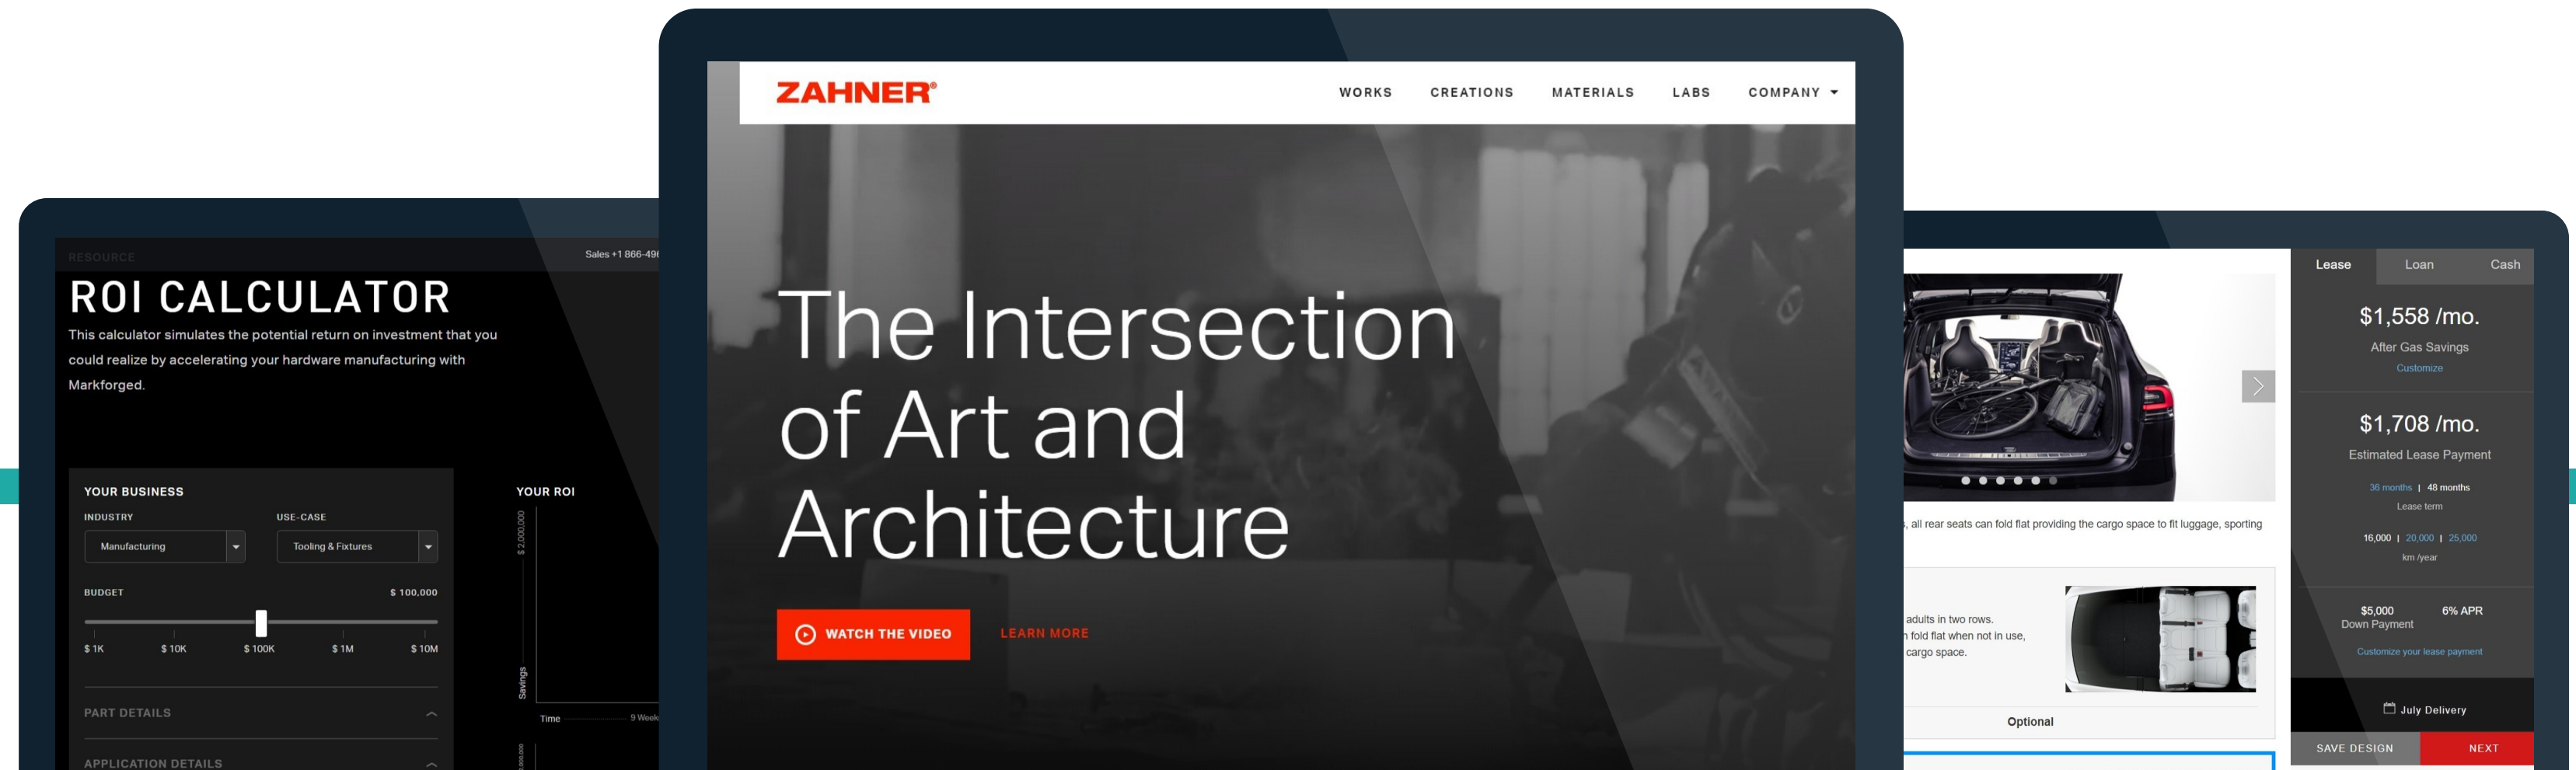 RESOURCE
Sales +1 866-496
ROI CALCULATOR
This calculator simulates the potential return on investment that you
could realize by accelerating your hardware manufacturing with
Markforged.
YOUR BUSINESS
INDUSTRY
USE-CASE
Manufacturing
Tooling & Fixtures
BUDGET
$ 100,000
$ 1K
$ 10K
$ 100K
$ 1M
$ 10M
PART DETAILS
APPLICATION DETAILS
YOUR ROI
$ 2,000,000
Savings
Time
9 Week
ZAHNER®
WORKS
CREATIONS
MATERIALS
LABS
COMPANY
The Intersection
of Art and
Architecture
WATCH THE VIDEO
LEARN MORE
, all rear seats can fold flat providing the cargo space to fit luggage, sporting
adults in two rows.
fold flat when not in use,
cargo space.
Optional
Lease
Loan
Cash
$1,558 /mo.
After Gas Savings
Customize
$1,708 /mo.
Estimated Lease Payment
36 months | 48 months
Lease term
16,000 | 20,000 | 25,000
km /year
$5,000
Down Payment
6% APR
Customize your lease payment
July Delivery
SAVE DESIGN
NEXT